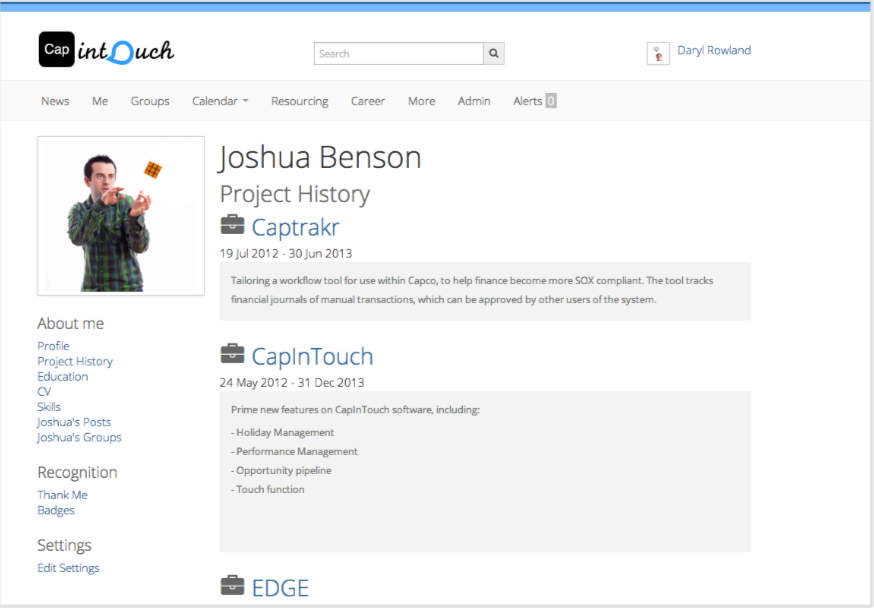 Cap intOuch
Search
Daryl Rowland
News Me Groups Calendar Resourcing Career More Admin Alerts 0
Joshua Benson
Project History
Captrakr
19 Jul 2012 - 30 Jun 2013
Tailoring a workflow tool for use within Capco, to help finance become more SOX compliant. The tool tracks
financial journals of manual transactions, which can be approved by other users of the system.
CapInTouch
24 May 2012 - 31 Dec 2013
Prime new features on CapInTouch software, including:
- Holiday Management
- Performance Management
- Opportunity pipeline
- Touch function
EDGE
About me
Profile
Project History
Education
CV
Skills
Joshua's Posts
Joshua's Groups
Recognition
Thank Me
Badges
Settings
Edit Settings